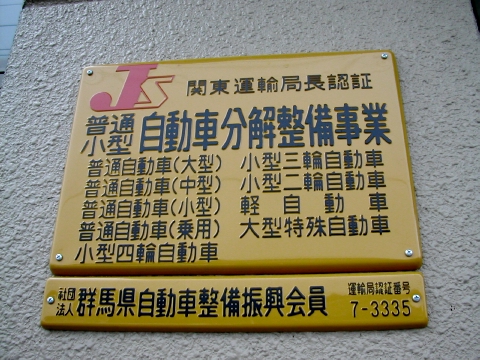 JS 関東運輸局長認証
普通
小型 自動車分解整備事業
普通自動車(大型) 小型三輪自動車
普通自動車(中型) 小型二輪自動車
普通自動車(小型) 軽自動車
普通自動車(乗用) 大型特殊自動車
小型四輪自動車
社団
法人 群馬県自動車整備振興会員
運輸局認証番号
7-3335